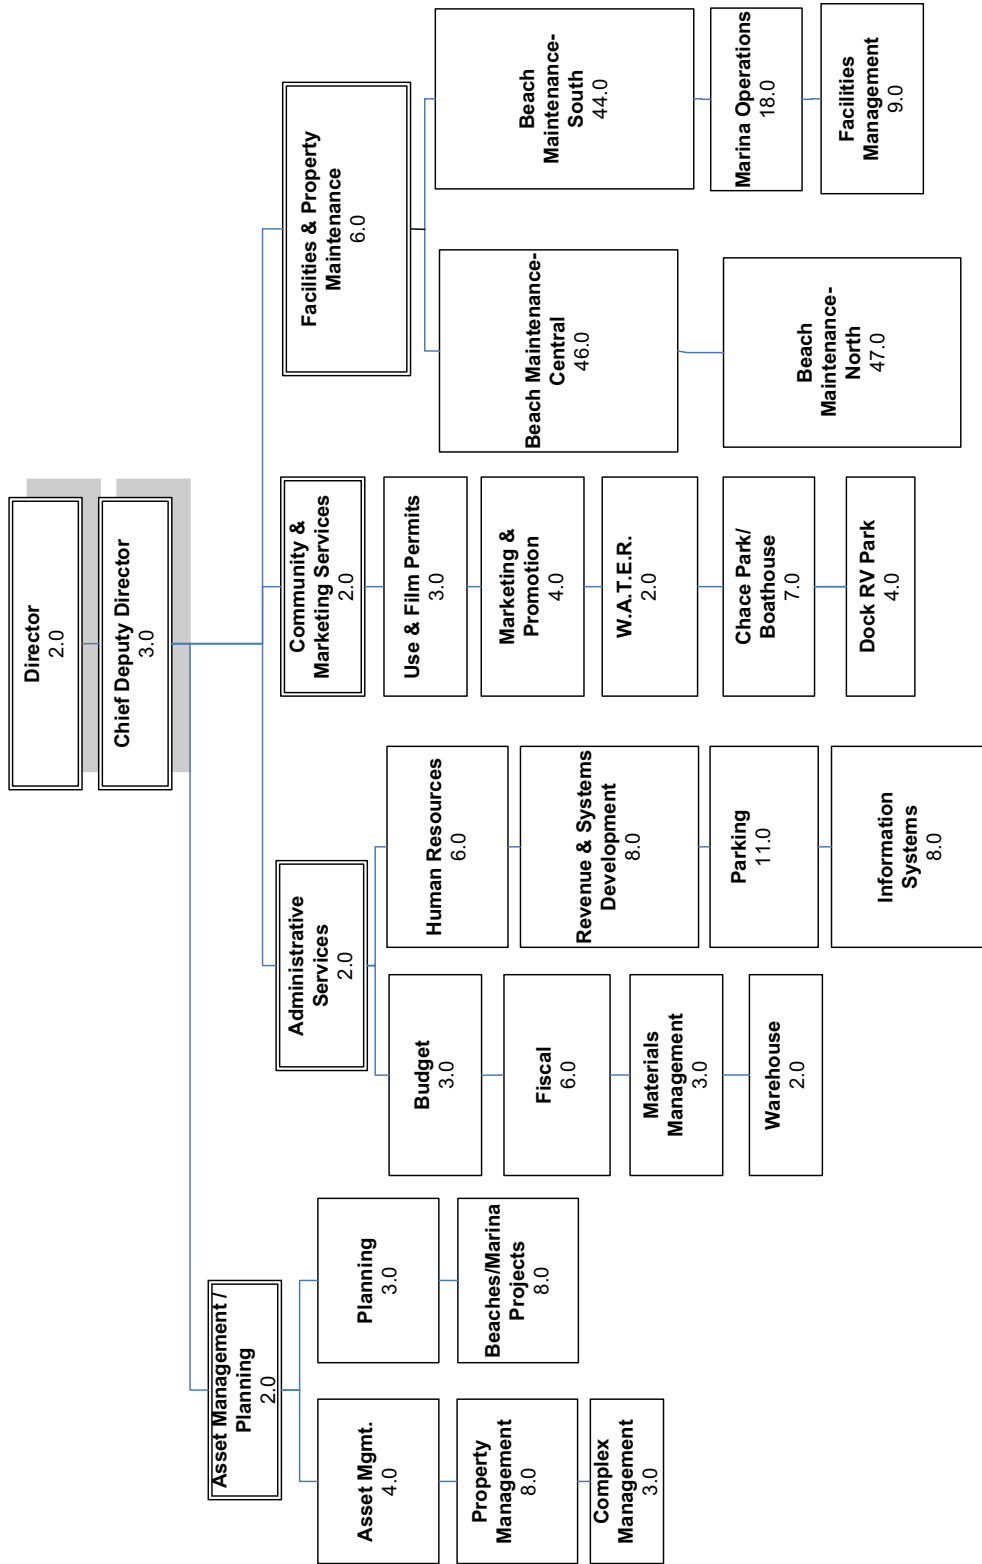 Director
2.0
Chief Deputy Director
3.0
Asset Management /
Planning
2.0
Asset Mgmt.
4.0
Property
Management
8.0
Complex
Management
3.0
Planning
3.0
Beaches/Marina
Projects
8.0
Administrative
Services
2.0
Budget
3.0
Fiscal
6.0
Materials
Management
3.0
Warehouse
2.0
Human Resources
6.0
Revenue & Systems
Development
8.0
Parking
11.0
Information
Systems
8.0
Community &
Marketing Services
2.0
Use & Film Permits
3.0
Marketing &
Promotion
4.0
W.A.T.E.R.
2.0
Chace Park/
Boathouse
7.0
Dock RV Park
4.0
Facilities & Property
Maintenance
6.0
Beach Maintenance-
Central
46.0
Beach
Maintenance-
North
47.0
Beach
Maintenance-
South
44.0
Marina Operations
18.0
Facilities
Management
9.0